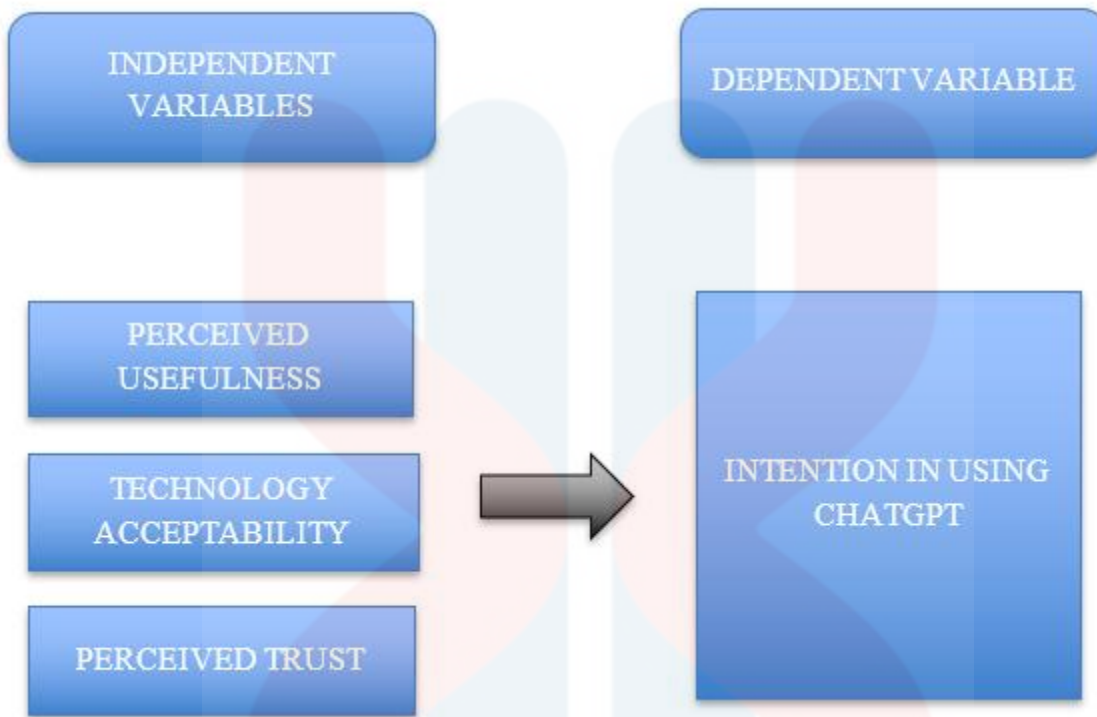 INDEPENDENT
VARIABLES
DEPENDENT VARIABLE
PERCEIVED
USEFULNESS
TECHNOLOGY
ACCEPTABILITY
PERCEIVED TRUST
INTENTION IN USING
CHATGPT